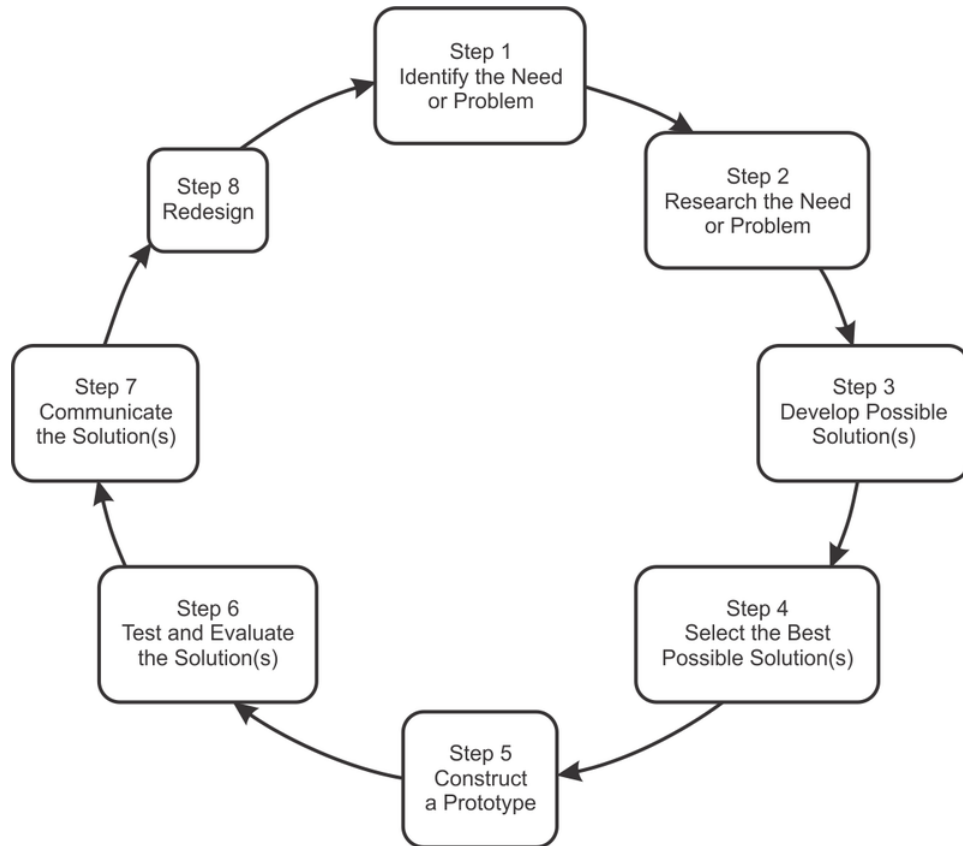 Step 1
Identify the Need
or Problem
Step 2
Research the Need
or Problem
Step 3
Develop Possible
Solution(s)
Step 4
Select the Best
Possible Solution(s)
Step 5
Construct
a Prototype
Step 6
Test and Evaluate
the Solution(s)
Step 7
Communicate
the Solution(s)
Step 8
Redesign